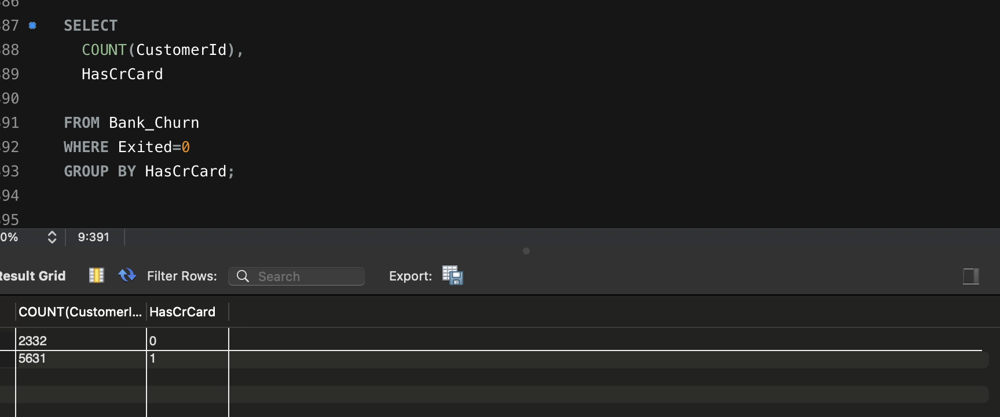 86
87 SELECT
88 COUNT(CustomerId),
89 HasCrCard
90
91 FROM Bank_Churn
92 WHERE Exited=0
93 GROUP BY HasCrCard;
94
95
0% 9:391
Result Grid Filter Rows: Search Export:
COUNT(CustomerI... HasCrCard
2332 0
5631 1